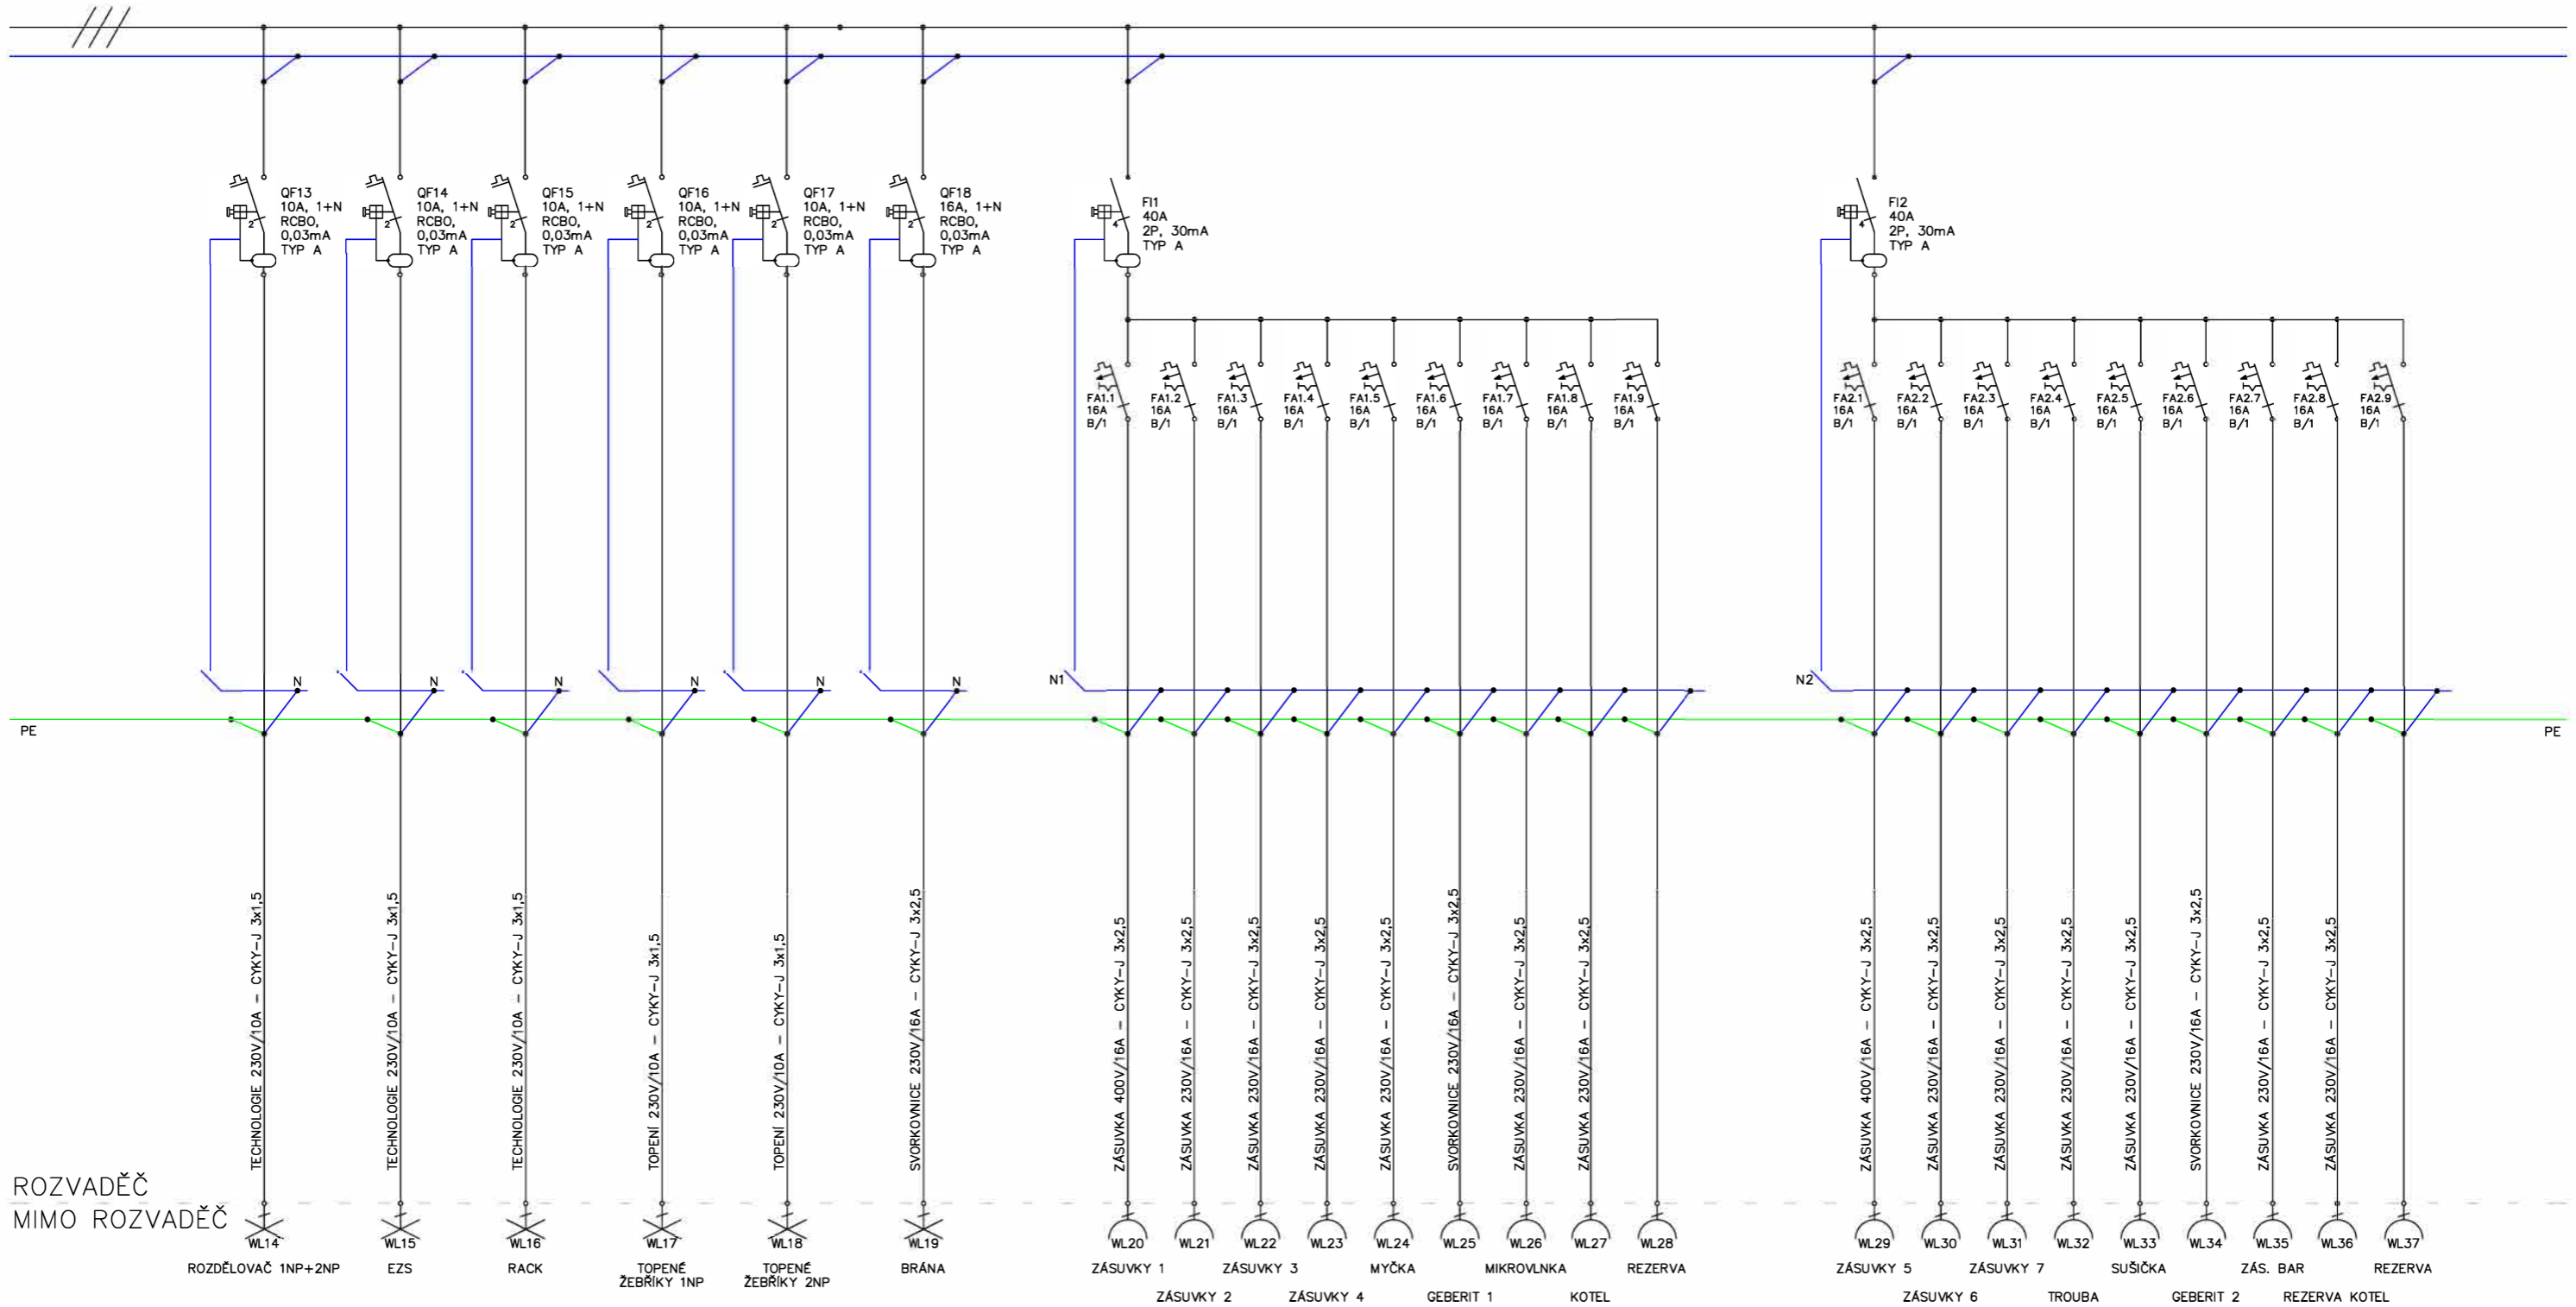 QF13
10A, 1+N
RCBO,
0,03mA
TYP A
2
QF14
10A, 1+N
RCBO,
0,03mA
TYP A
2
QF15
10A, 1+N
RCBO,
0,03mA
TYP A
2
QF16
10A, 1+N
RCBO,
0,03mA
TYP A
2
QF17
10A, 1+N
RCBO,
0,03mA
TYP A
2
QF18
16A, 1+N
RCBO,
0,03mA
TYP A
2
FI1
40A
2P, 30mA
TYP A
4
FI2
40A
2P, 30mA
TYP A
4
FA1.1
16A
B/1
FA1.2
16A
B/1
FA1.3
16A
B/1
FA1.4
16A
B/1
FA1.5
16A
B/1
FA1.6
16A
B/1
FA1.7
16A
B/1
FA1.8
16A
B/1
FA1.9
16A
B/1
FA2.1
16A
B/1
FA2.2
16A
B/1
FA2.3
16A
B/1
FA2.4
16A
B/1
FA2.5
16A
B/1
FA2.6
16A
B/1
FA2.7
16A
B/1
FA2.8
16A
B/1
FA2.9
16A
B/1
N
N
N
N
N
N
N1
N2
PE
PE
TECHNOLOGIE 230V/10A – CYKY–J 3x1,5
TECHNOLOGIE 230V/10A – CYKY–J 3x1,5
TECHNOLOGIE 230V/10A – CYKY–J 3x1,5
TOPENÍ 230V/10A – CYKY–J 3x1,5
TOPENÍ 230V/10A – CYKY–J 3x1,5
SVORKOVNICE 230V/16A – CYKY–J 3x2,5
ZÁSUVKA 400V/16A – CYKY–J 3x2,5
ZÁSUVKA 230V/16A – CYKY–J 3x2,5
ZÁSUVKA 230V/16A – CYKY–J 3x2,5
ZÁSUVKA 230V/16A – CYKY–J 3x2,5
ZÁSUVKA 230V/16A – CYKY–J 3x2,5
SVORKOVNICE 230V/16A – CYKY–J 3x2,5
ZÁSUVKA 230V/16A – CYKY–J 3x2,5
ZÁSUVKA 230V/16A – CYKY–J 3x2,5
ZÁSUVKA 400V/16A – CYKY–J 3x2,5
ZÁSUVKA 230V/16A – CYKY–J 3x2,5
ZÁSUVKA 230V/16A – CYKY–J 3x2,5
ZÁSUVKA 230V/16A – CYKY–J 3x2,5
ZÁSUVKA 230V/16A – CYKY–J 3x2,5
SVORKOVNICE 230V/16A – CYKY–J 3x2,5
ZÁSUVKA 230V/16A – CYKY–J 3x2,5
ZÁSUVKA 230V/16A – CYKY–J 3x2,5
ROZVADĚČ
MIMO ROZVADĚČ
WL14
ROZDĚLOVAČ 1NP+2NP
WL15
EZS
WL16
RACK
WL17
TOPENÉ
ŽEBŘÍKY 1NP
WL18
TOPENÉ
ŽEBŘÍKY 2NP
WL19
BRÁNA
WL20
ZÁSUVKY 1
WL21
ZÁSUVKY 2
WL22
ZÁSUVKY 3
WL23
ZÁSUVKY 4
WL24
MYČKA
WL25
GEBERIT 1
WL26
MIKROVLNKA
WL27
KOTEL
WL28
REZERVA
WL29
ZÁSUVKY 5
WL30
ZÁSUVKY 6
WL31
ZÁSUVKY 7
WL32
TROUBA
WL33
SUŠIČKA
WL34
GEBERIT 2
WL35
ZÁS. BAR
WL36
REZERVA KOTEL
WL37
REZERVA